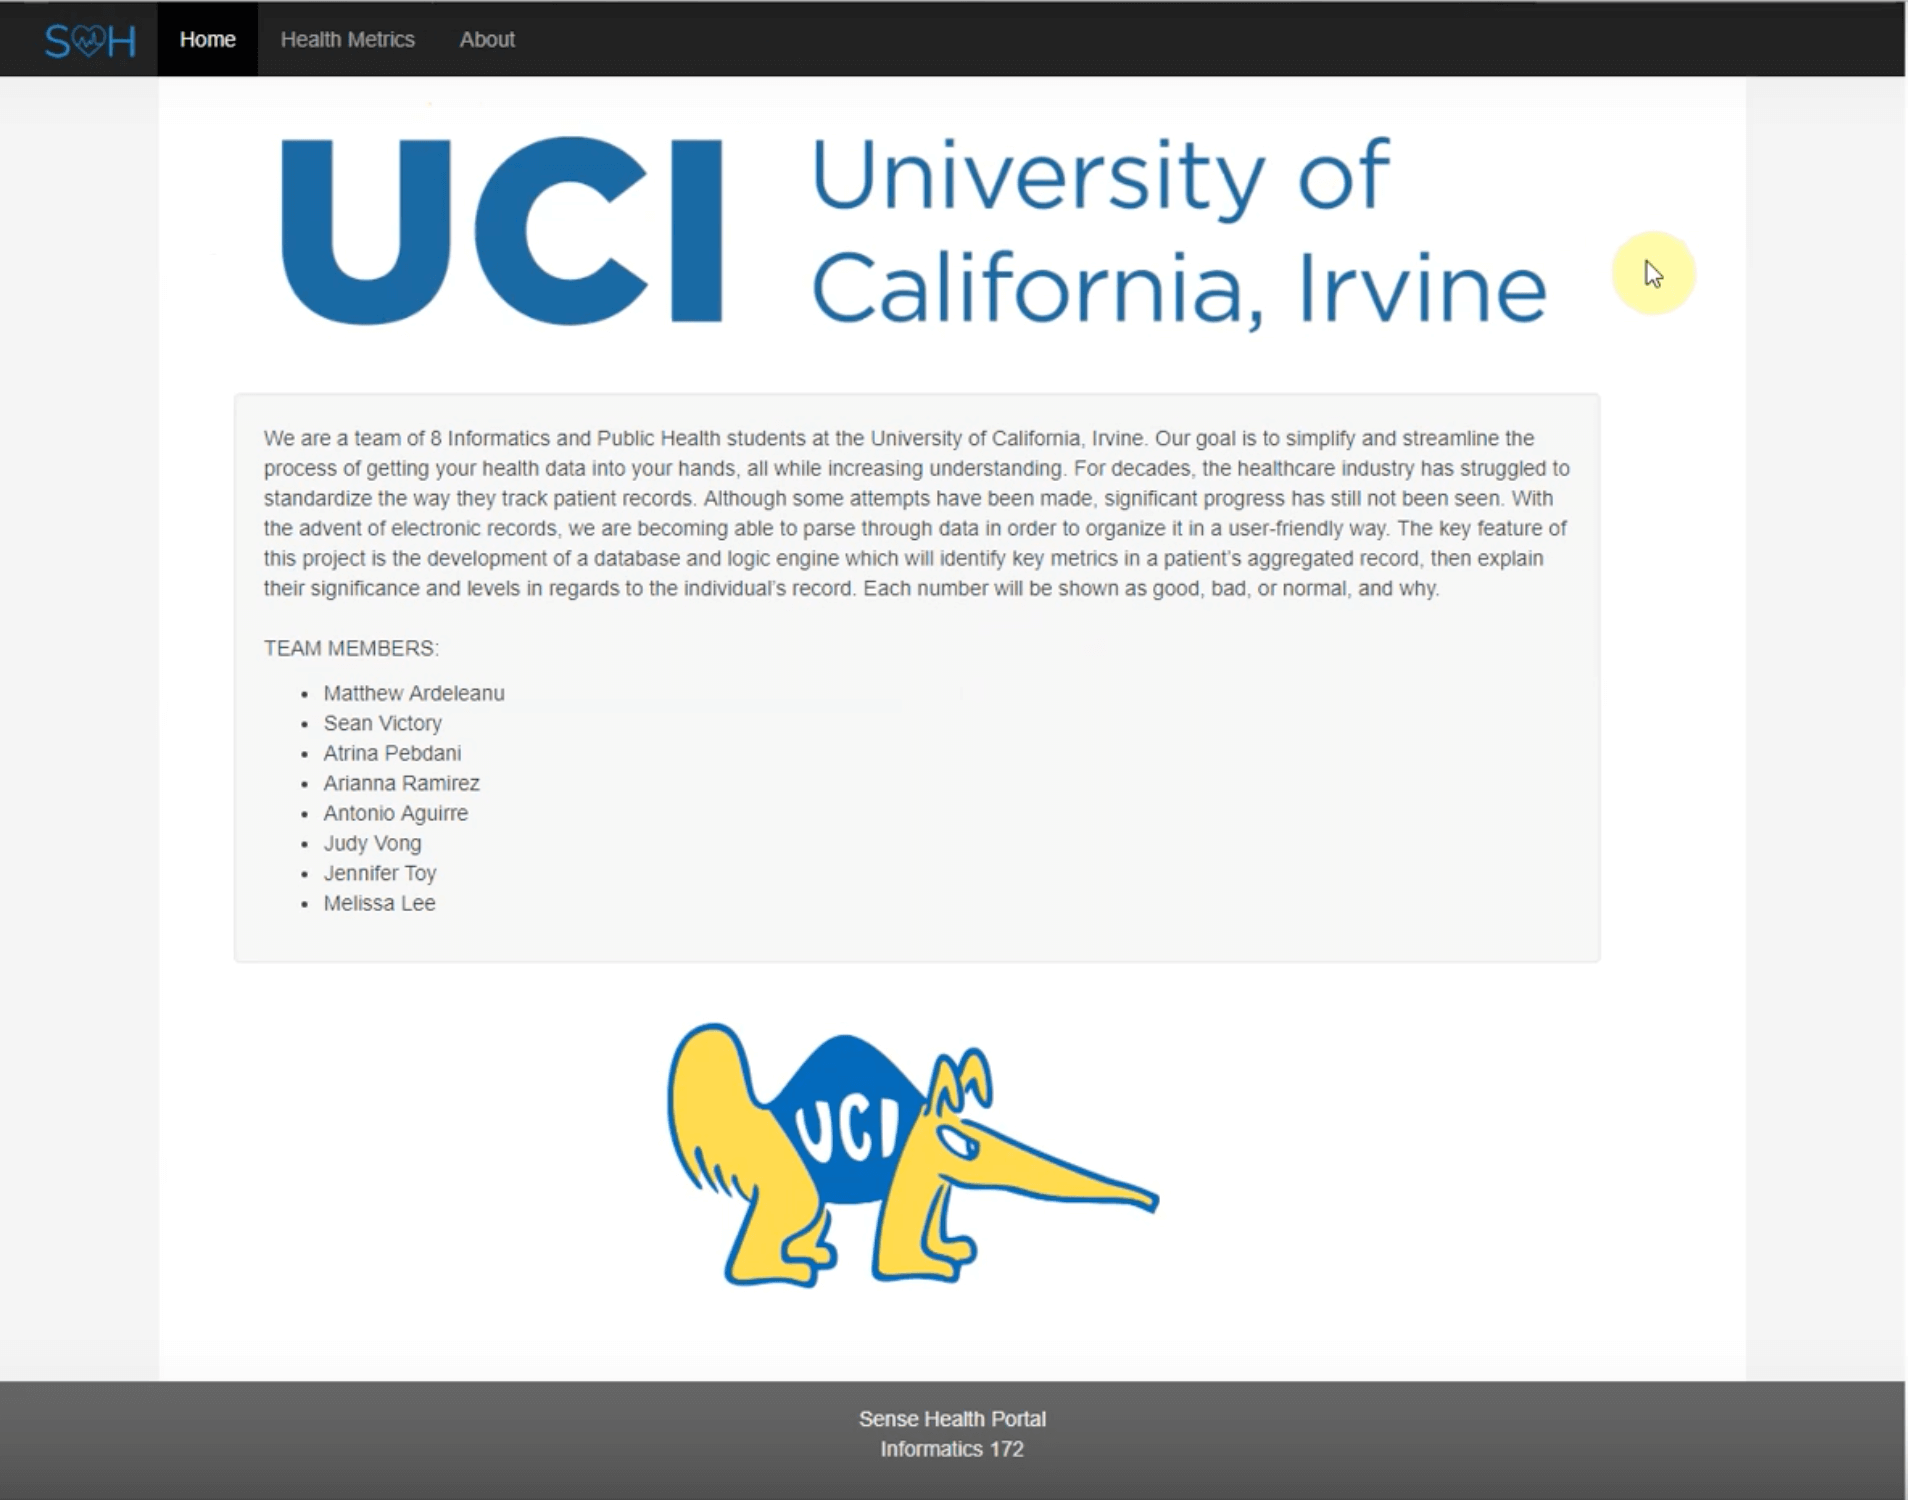 SH Home Health Metrics About
UCI University of
California, Irvine
We are a team of 8 Informatics and Public Health students at the University of California, Irvine. Our goal is to simplify and streamline the
process of getting your health data into your hands, all while increasing understanding. For decades, the healthcare industry has struggled to
standardize the way they track patient records. Although some attempts have been made, significant progress has still not been seen. With
the advent of electronic records, we are becoming able to parse through data in order to organize it in a user-friendly way. The key feature of
this project is the development of a database and logic engine which will identify key metrics in a patient's aggregated record, then explain
their significance and levels in regards to the individual's record. Each number will be shown as good, bad, or normal, and why.
TEAM MEMBERS:
• Matthew Ardeleanu
• Sean Victory
• Atrina Pebdani
• Arianna Ramirez
• Antonio Aguirre
• Judy Vong
• Jennifer Toy
• Melissa Lee
UCI
Sense Health Portal
Informatics 172